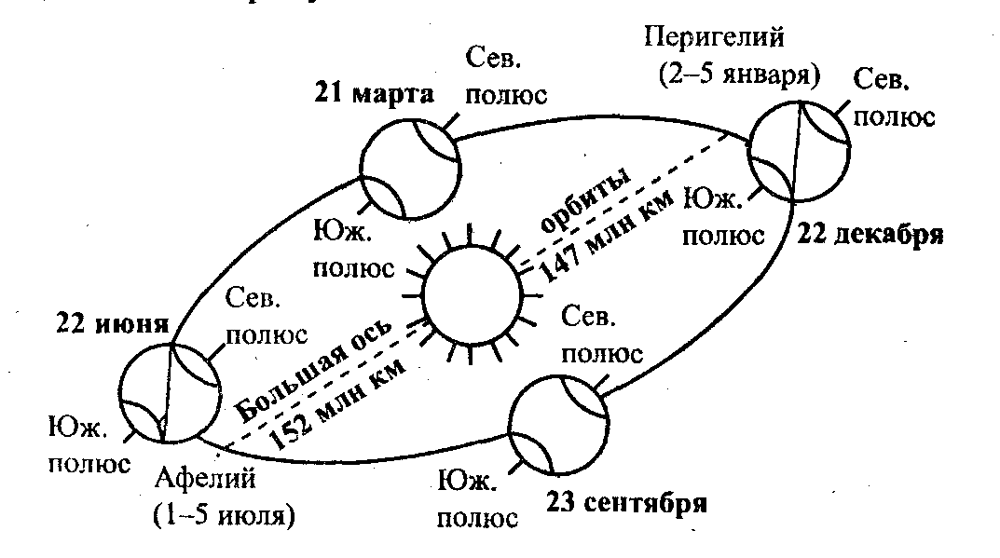 Перигелий
(2–5 января)
Сев.
полюс
21 марта
Сев.
полюс
Юж.
полюс
Юж.
полюс
22 декабря
орбиты
147 млн км
22 июня
Сев.
полюс
Большая ось
152 млн км
Сев.
полюс
Юж.
полюс
Афелий
(1–5 июля)
Юж.
полюс
23 сентября